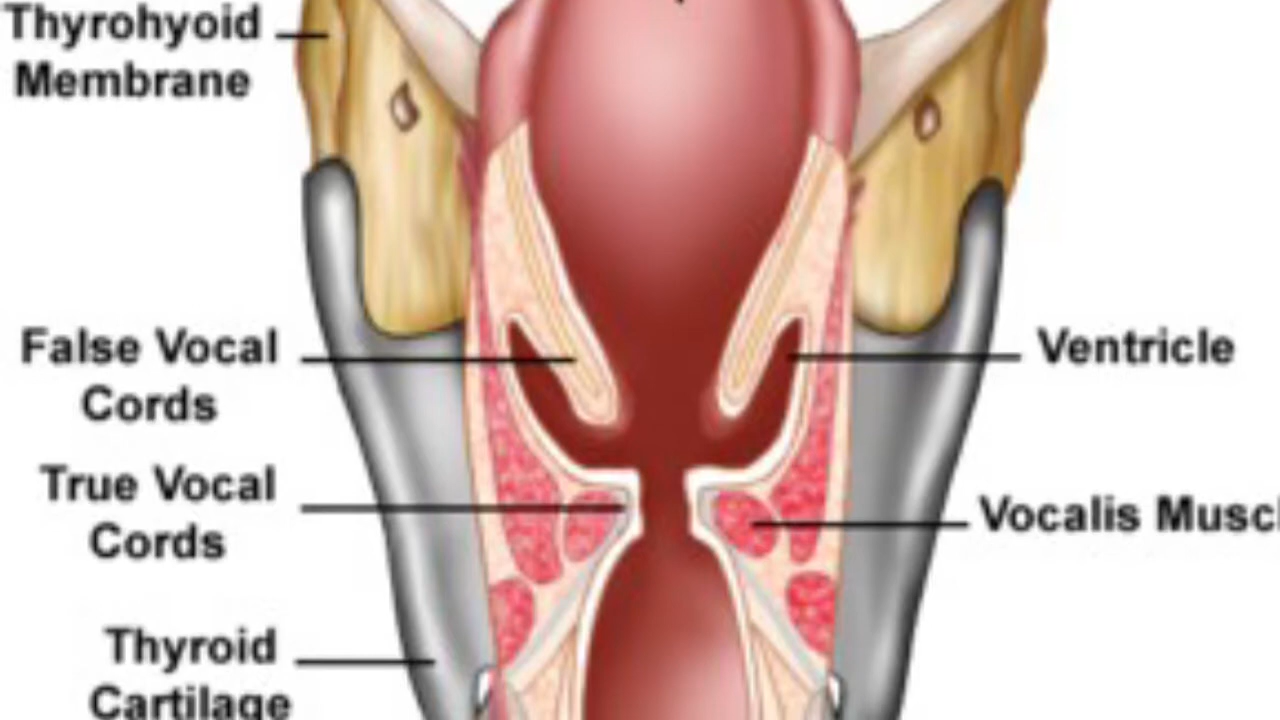 Thyrohyoid
Membrane
False Vocal
Cords
Ventricle
True Vocal
Cords
Vocalis Muscl
Thyroid
Cartilage